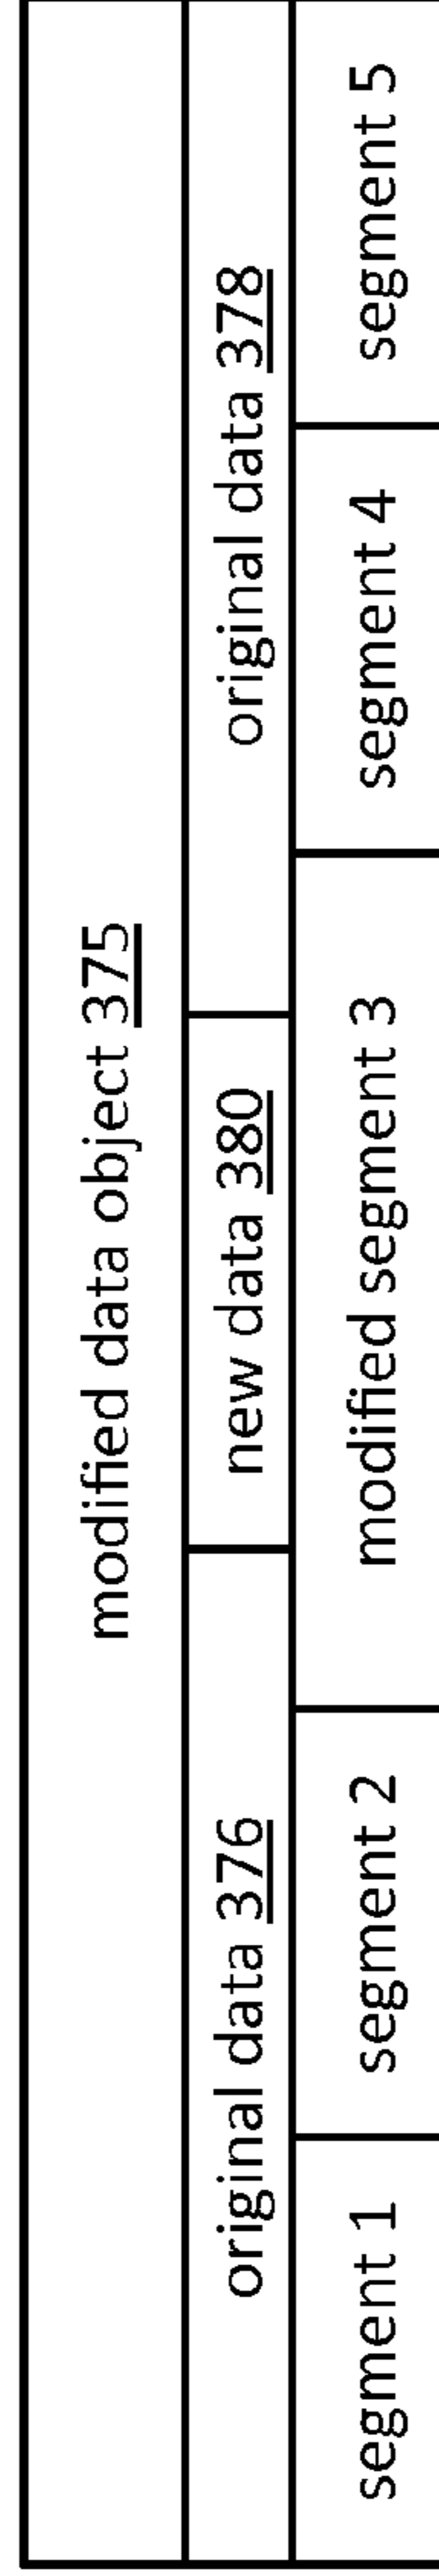 modified data object 375
original data 376
new data 380
original data 378
segment 1
segment 2
modified segment 3
segment 4
segment 5